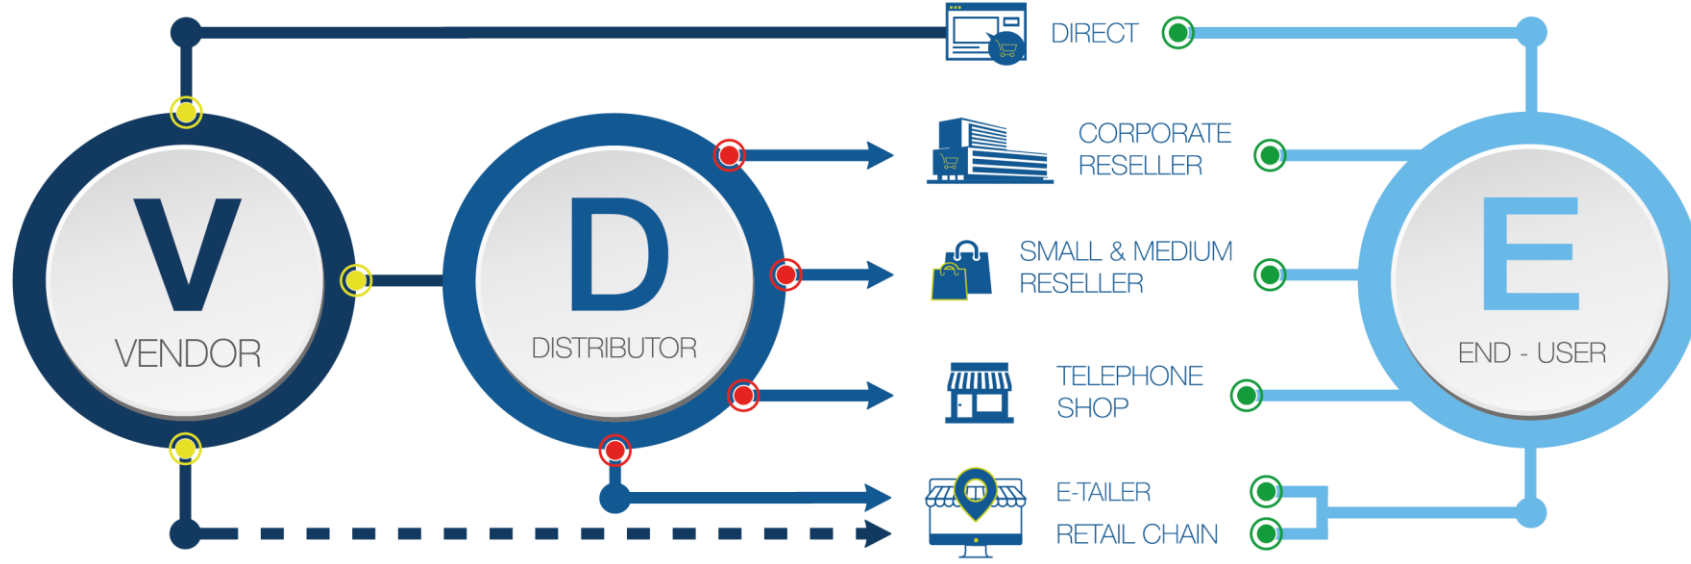 DIRECT
CORPORATE
RESELLER
V
VENDOR
D
DISTRIBUTOR
SMALL & MEDIUM
RESELLER
E
END - USER
TELEPHONE
SHOP
E-TAILER
RETAIL CHAIN